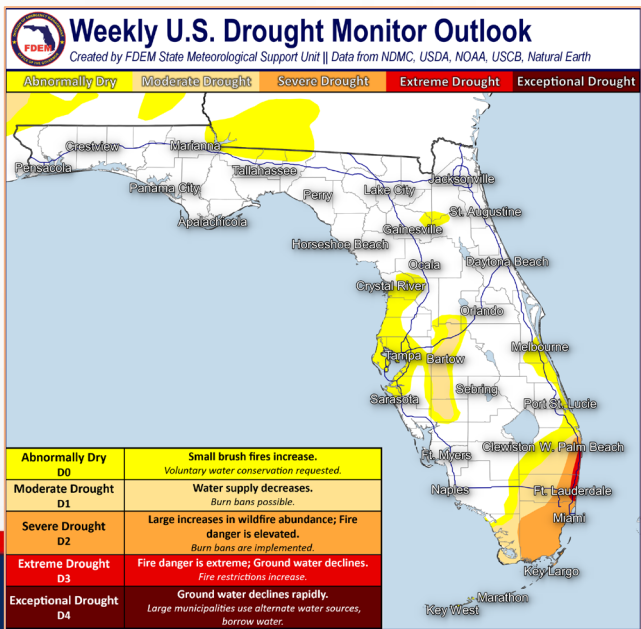 FDEM
Weekly U.S. Drought Monitor Outlook
Created by FDEM State Meteorological Support Unit || Data from NDMC, USDA, NOAA, USCB, Natural Earth
Abnormally Dry Moderate Drought Severe Drought Extreme Drought Exceptional Drought
Crestview
Marianna
Pensacola
Tallahassee
Jacksonville
Panama City
Perry
Lake City
Apalachicola
St. Augustine
Gainesville
Horseshoe Beach
Ocala
Daytona Beach
Crystal River
Orlando
Melbourne
Tampa
Bartow
Sebring
Sarasota
Port St. Lucie
Clewiston
W. Palm Beach
Ft. Myers
Naples
Ft. Lauderdale
Miami
Key Largo
Marathon
Key West
Abnormally Dry
D0
Small brush fires increase.
Voluntary water conservation requested.
Moderate Drought
D1
Water supply decreases.
Burn bans possible.
Severe Drought
D2
Large increases in wildfire abundance; Fire
danger is elevated.
Burn bans are implemented.
Extreme Drought
D3
Fire danger is extreme; Ground water declines.
Fire restrictions increase.
Exceptional Drought
D4
Ground water declines rapidly.
Large municipalities use alternate water sources,
borrow water.